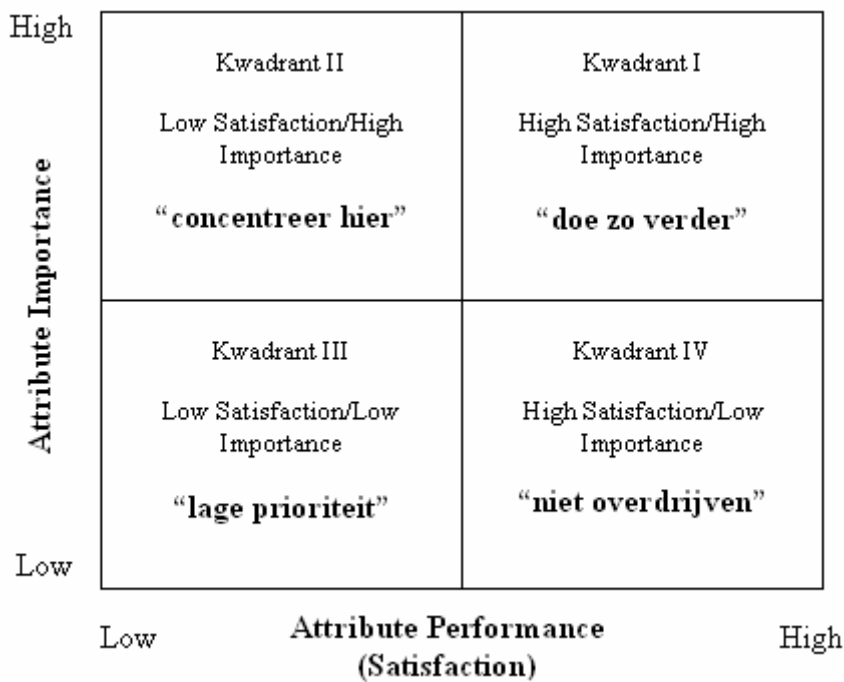 High
Kwadrant II
Low Satisfaction/High
Importance
“concentreer hier”
Kwadrant I
High Satisfaction/High
Importance
“doe zo verder”
Attribute Importance
Kwadrant III
Low Satisfaction/Low
Importance
“lage prioriteit”
Kwadrant IV
High Satisfaction/Low
Importance
“niet overdrijven”
Low
Low
Attribute Performance
(Satisfaction)
High